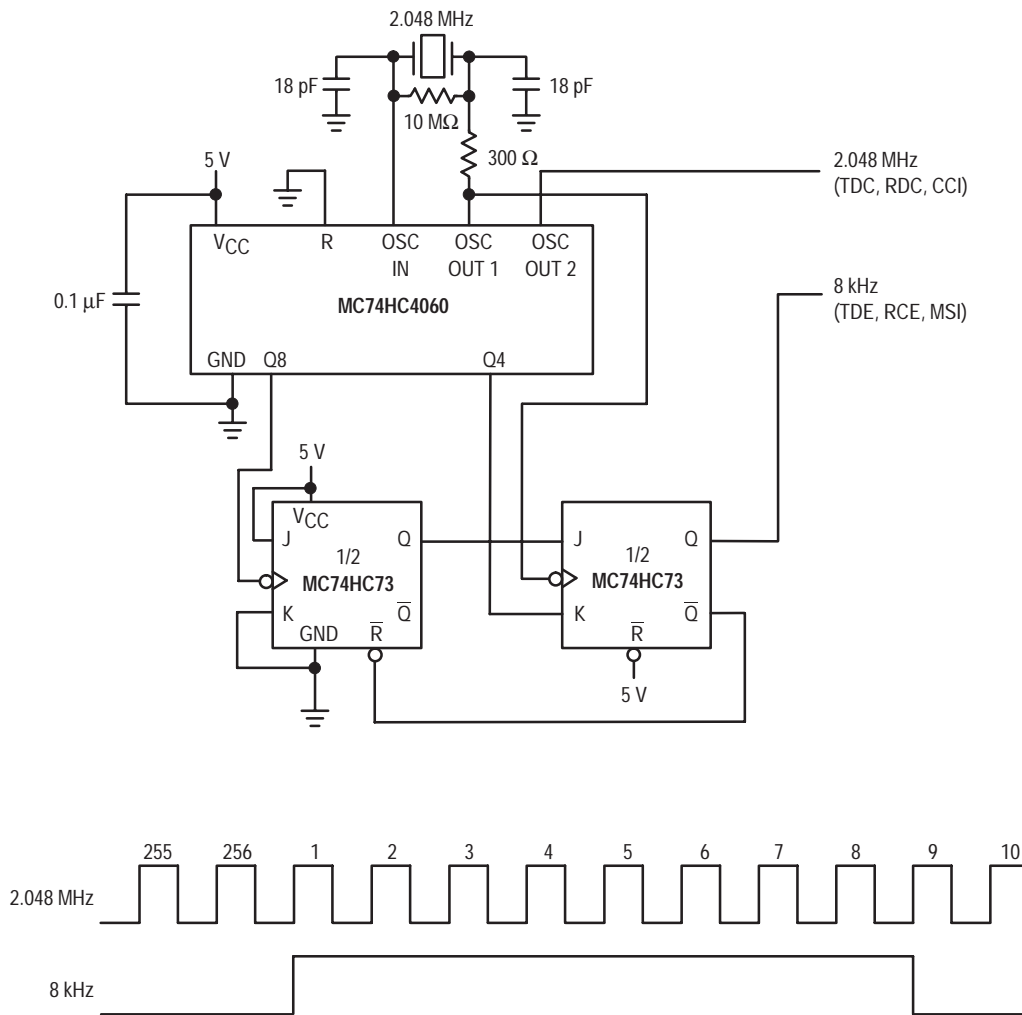 2.048 MHz
18 pF
18 pF
10 MΩ
300 Ω
5 V
2.048 MHz
(TDC, RDC, CCI)
VCC
R
OSC
IN
OSC
OUT 1
OSC
OUT 2
8 kHz
(TDE, RCE, MSI)
0.1 μF
MC74HC4060
GND
Q8
Q4
5 V
VCC
J
Q
1/2
MC74HC73
K
Q̅
GND
R̅
J
Q
1/2
MC74HC73
K
Q̅
R̅
5 V
255 256 1 2 3 4 5 6 7 8 9 10
2.048 MHz
8 kHz